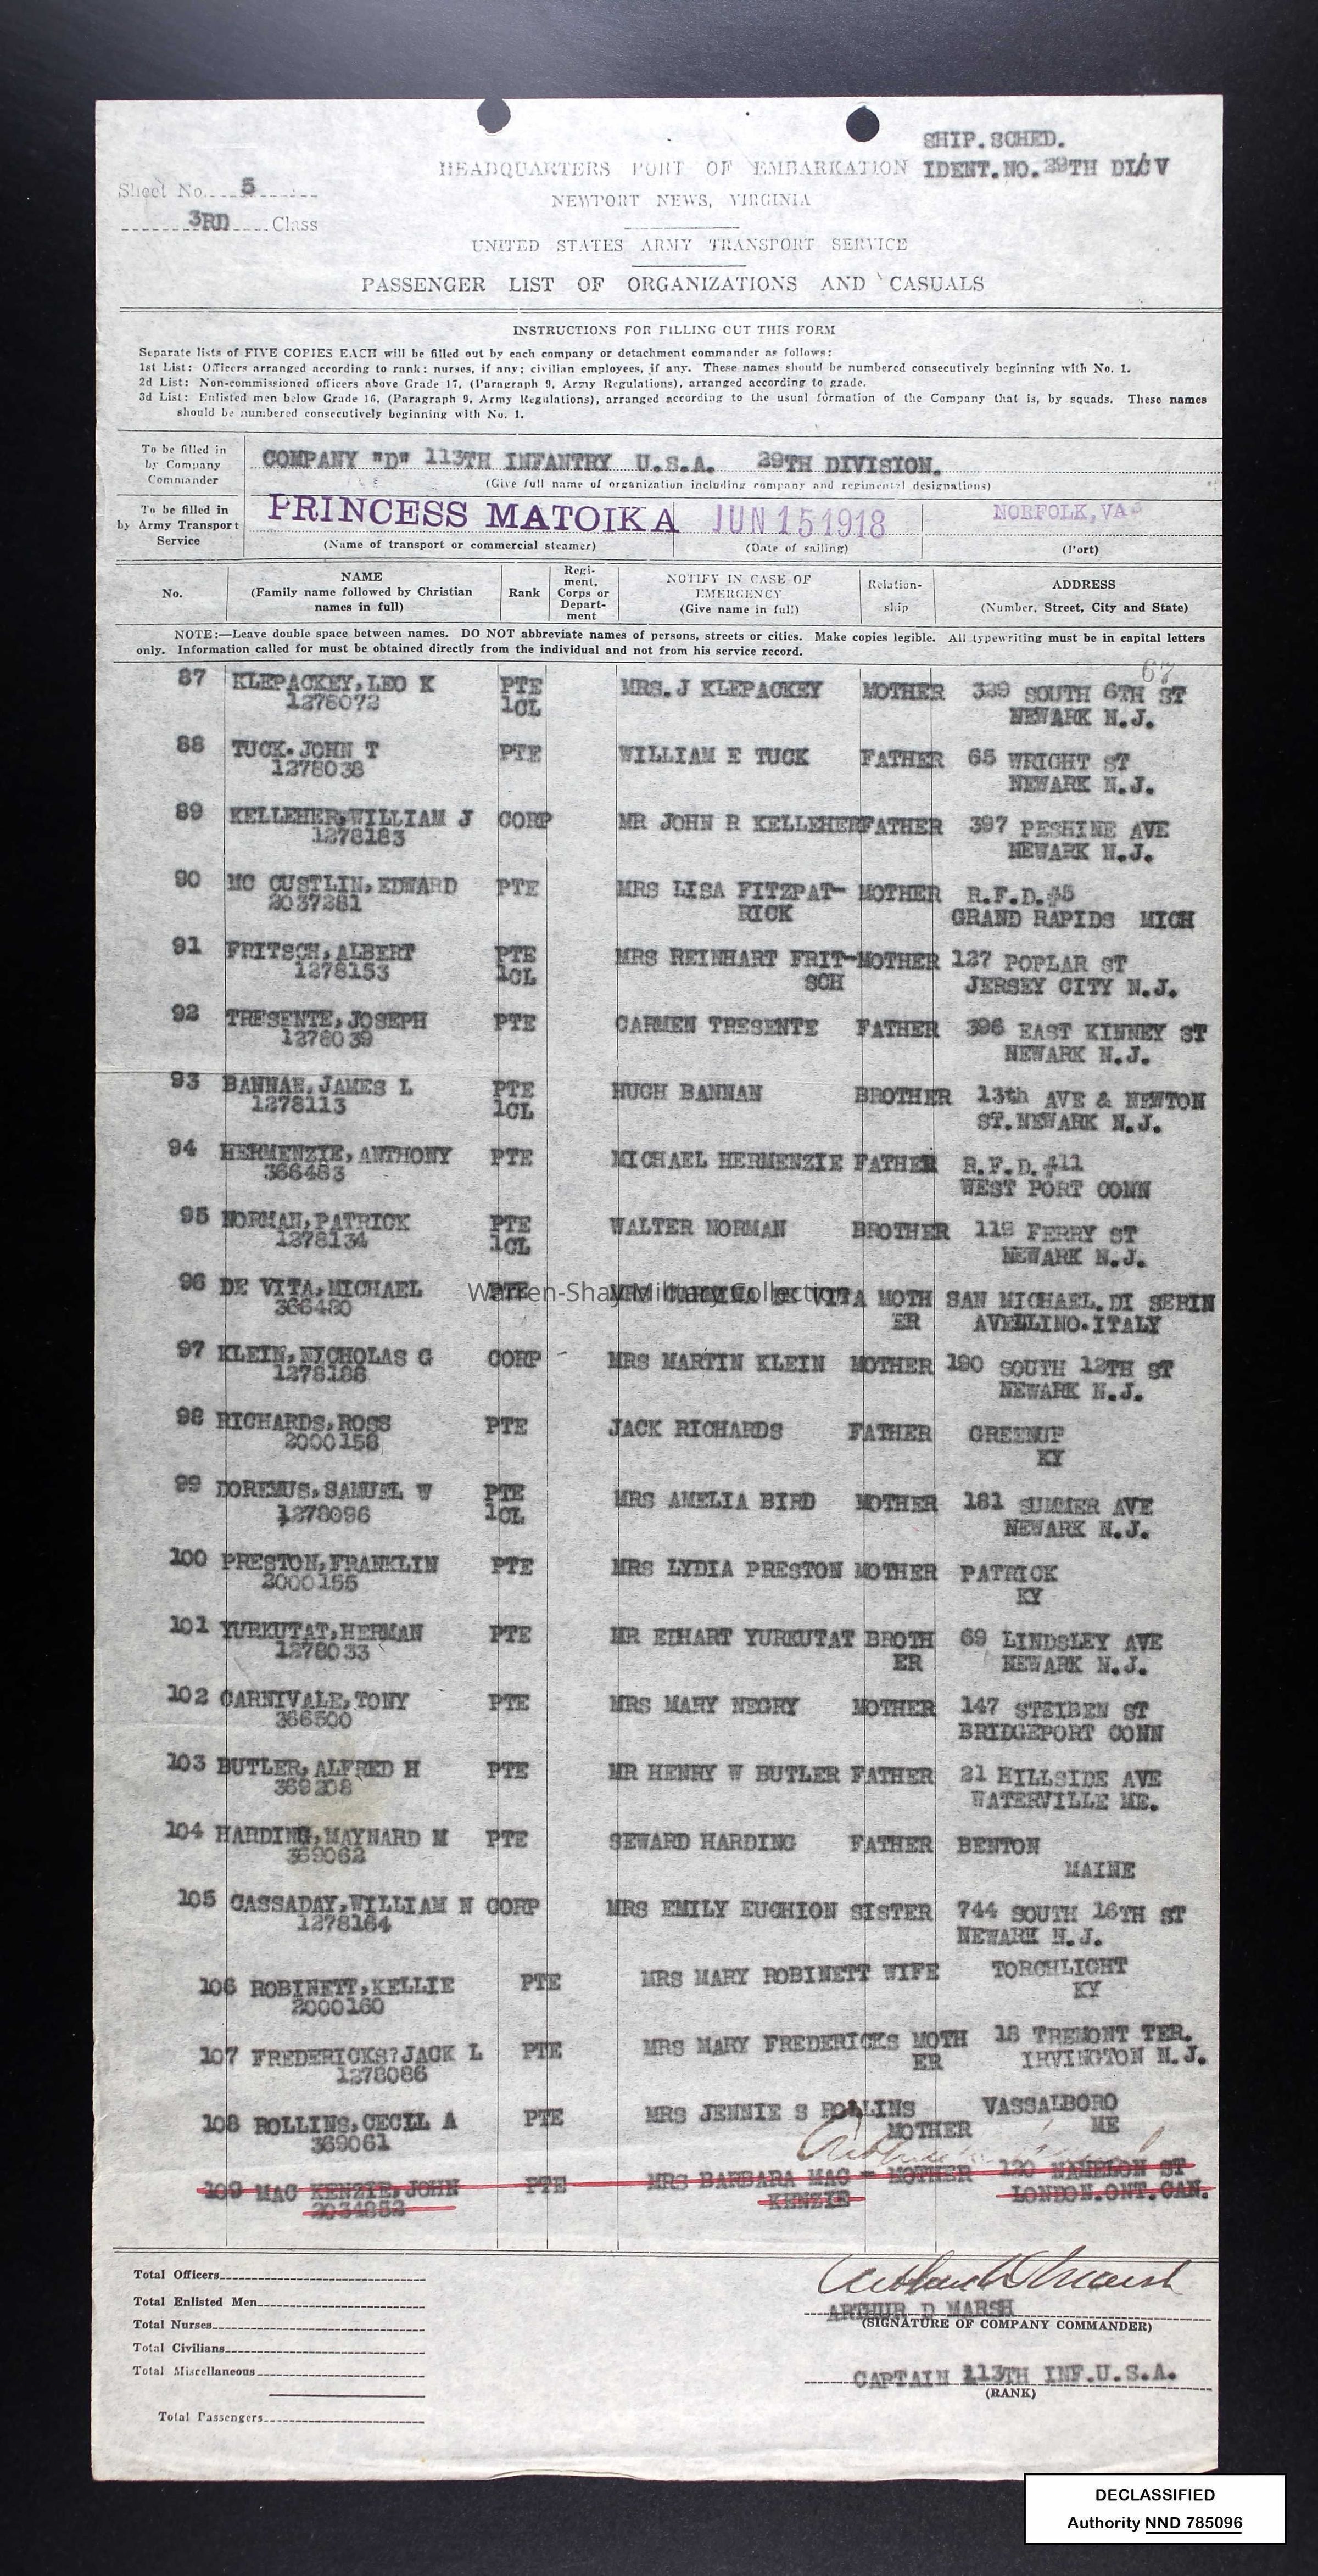 SHIP. SCHED.
HEADQUARTERS PORT OF EMBARKATION IDENT. NO. 29TH DIV
Sheet No. 5
NEWPORT NEWS, VIRGINIA
3RD Class
UNITED STATES ARMY TRANSPORT SERVICE
PASSENGER LIST OF ORGANIZATIONS AND CASUALS
INSTRUCTIONS FOR FILLING OUT THIS FORM
Separate lists of FIVE COPIES EACH will be filled out by each company or detachment commander as follows:
1st List: Officers arranged according to rank; nurses, if any; civilian employees, if any. These names should be numbered consecutively beginning with No. 1.
2d List: Non-commissioned officers above Grade 17, (Paragraph 9, Army Regulations), arranged according to grade.
3d List: Enlisted men below Grade 16, (Paragraph 9, Army Regulations), arranged according to the usual formation of the Company that is, by squads. These names
should be numbered consecutively beginning with No. 1.
To be filled in by Company Commander
COMPANY "D" 113TH INFANTRY U.S.A. 29TH DIVISION.
(Give full name of organization including company and regimental designations)
To be filled in by Army Transport Service
PRINCESS MATOIKA JUN 15 1918 NORFOLK, VA
(Name of transport or commercial steamer) (Date of sailing) (Port)
No. NAME (Family name followed by Christian names in full) Rank Regiment, Corps or Department NOTIFY IN CASE OF EMERGENCY (Give name in full) Relation-ship ADDRESS (Number, Street, City and State)
NOTE:—Leave double space between names. DO NOT abbreviate names of persons, streets or cities. Make copies legible. All typewriting must be in capital letters
only. Information called for must be obtained directly from the individual and not from his service record.
67
87 KLEPACKEY, LEO K PTE MRS. J KLEPACKEY MOTHER 339 SOUTH 6TH ST
1278072 1CL NEWARK N.J.
88 TUCK. JOHN T PTE WILLIAM E TUCK FATHER 65 WRIGHT ST
1278038 NEWARK N.J.
89 KELLEHER, WILLIAM J CORP MR JOHN R KELLEHER FATHER 397 PESHINE AVE
1278183 NEWARK N.J.
90 MC CUSTLIN, EDWARD PTE MRS LISA FITZPAT- MOTHER R.F.D. #5
2037281 RICK GRAND RAPIDS MICH
91 FRITSCH, ALBERT PTE MRS REINHART FRIT- MOTHER 127 POPLAR ST
1278153 1CL SCH JERSEY CITY N.J.
92 TRESENTE, JOSEPH PTE CARMEN TRESENTE FATHER 396 EAST KINNEY ST
1278039 NEWARK N.J.
93 BANNAN, JAMES L PTE HUGH BANNAN BROTHER 13th AVE & NEWTON
1278113 1CL ST. NEWARK N.J.
94 HERMENZIE, ANTHONY PTE MICHAEL HERMENZIE FATHER R.F.D. #11
366483 WEST PORT CONN
95 NORMAN, PATRICK PTE WALTER NORMAN BROTHER 119 FERRY ST
1278134 1CL NEWARK N.J.
96 DE VITA, MICHAEL PTE MRS DE VITA MOTH SAN MICHAEL. DI SERIN
366480 ER AVELLINO. ITALY
Warren-Shay Military Collection
97 KLEIN, NICHOLAS G CORP - MRS MARTIN KLEIN MOTHER 190 SOUTH 12TH ST
1278186 NEWARK N.J.
98 RICHARDS, ROSS PTE JACK RICHARDS FATHER GREENUP
2000158 KY
99 DOREMUS, SAMUEL W PTE MRS AMELIA BIRD MOTHER 181 SUMMER AVE
1278096 1CL NEWARK N.J.
100 PRESTON, FRANKLIN PTE MRS LYDIA PRESTON MOTHER PATRICK
2000155 KY
101 YURKUTAT, HERMAN PTE MR EIHART YURKUTAT BROTH 69 LINDSLEY AVE
1278033 ER NEWARK N.J.
102 CARNIVALE, TONY PTE MRS MARY NEGRY MOTHER 147 STEIBEN ST
366500 BRIDGEPORT CONN
103 BUTLER, ALFRED H PTE MR HENRY W BUTLER FATHER 21 HILLSIDE AVE
369208 WATERVILLE ME.
104 HARDING, MAYNARD M PTE SEWARD HARDING FATHER BENTON
369062 MAINE
105 CASSADAY, WILLIAM N CORP MRS EMILY EUCHION SISTER 744 SOUTH 16TH ST
1278164 NEWARK N.J.
106 ROBINETT, KELLIE PTE MRS MARY ROBINETT WIFE TORCHLIGHT
2000160 KY
107 FREDERICKS? JACK L PTE MRS MARY FREDERICKS MOTH 18 TREMONT TER.
1278086 ER IRVINGTON N.J.
108 ROLLINS, CECIL A PTE MRS JENNIE S ROLLINS VASSALBORO
369061 MOTHER ME
109 MAC KENZIE, JOHN PTE MRS BARBARA MAC - MOTHER 120 ST
2034852 KENZIE LONDON. ONT. CAN.
Total Officers
Total Enlisted Men
Total Nurses
Total Civilians
Total Miscellaneous
Total Passengers
Arthur D Marsh
ARTHUR D MARSH
(SIGNATURE OF COMPANY COMMANDER)
CAPTAIN 113TH INF. U.S.A.
(RANK)
DECLASSIFIED
Authority NND 785096